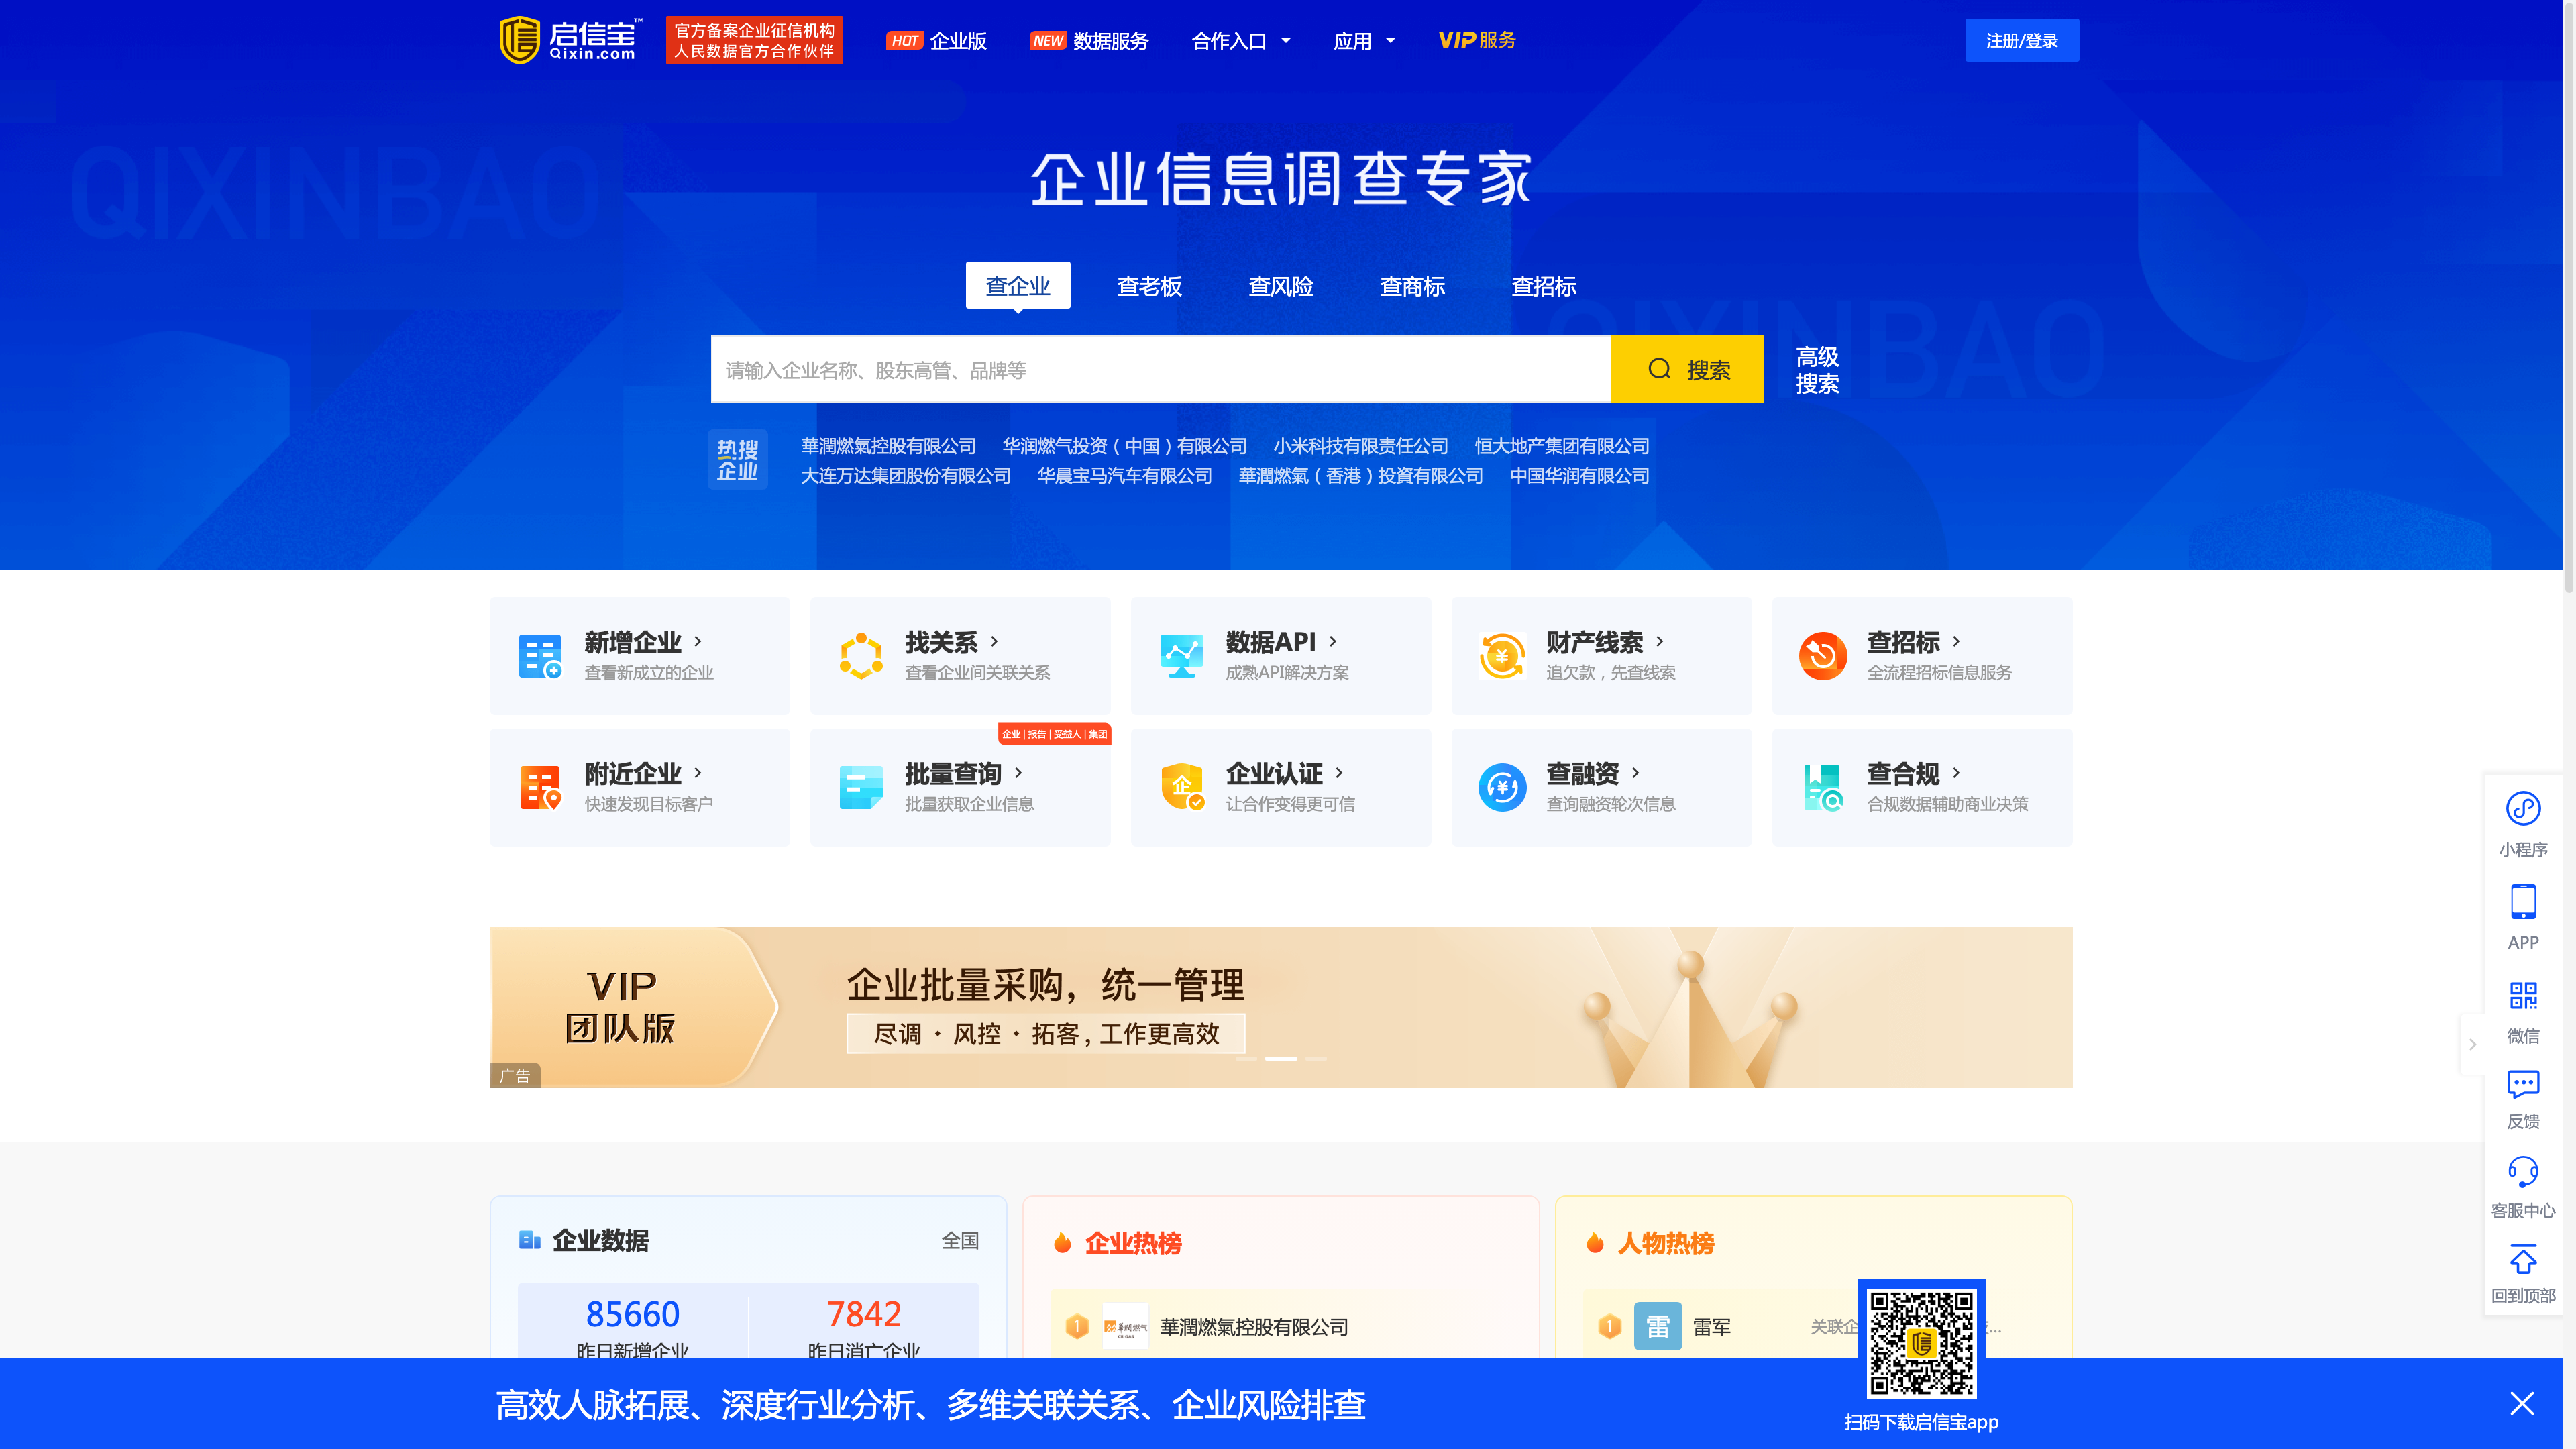 启信宝™
Qixin.com
官方备案企业征信机构
人民数据官方合作伙伴
HOT 企业版
NEW 数据服务
合作入口
应用
VIP服务
注册/登录
QIXINBAO
企业信息调查专家
查企业
查老板
查风险
查商标
查招标
QIXINBAO
请输入企业名称、股东高管、品牌等
搜索
高级
搜索
热搜
企业
華潤燃氣控股有限公司 华润燃气投资（中国）有限公司 小米科技有限责任公司 恒大地产集团有限公司
大连万达集团股份有限公司 华晨宝马汽车有限公司 華潤燃氣（香港）投資有限公司 中国华润有限公司
新增企业
查看新成立的企业
找关系
查看企业间关联关系
数据API
成熟API解决方案
财产线索
追欠款，先查线索
查招标
全流程招标信息服务
附近企业
快速发现目标客户
企业|报告|受益人|集团
批量查询
批量获取企业信息
企
企业认证
让合作变得更可信
查融资
查询融资轮次信息
查合规
合规数据辅助商业决策
VIP
团队版
企业批量采购，统一管理
尽调·风控·拓客，工作更高效
广告
小程序
APP
微信
反馈
客服中心
回到顶部
企业数据
全国
85660
昨日新增企业
7842
昨日消亡企业
企业热榜
1
華潤燃气
華潤燃氣控股有限公司
人物热榜
1
雷
雷军
关联企
...
高效人脉拓展、深度行业分析、多维关联关系、企业风险排查
扫码下载启信宝app